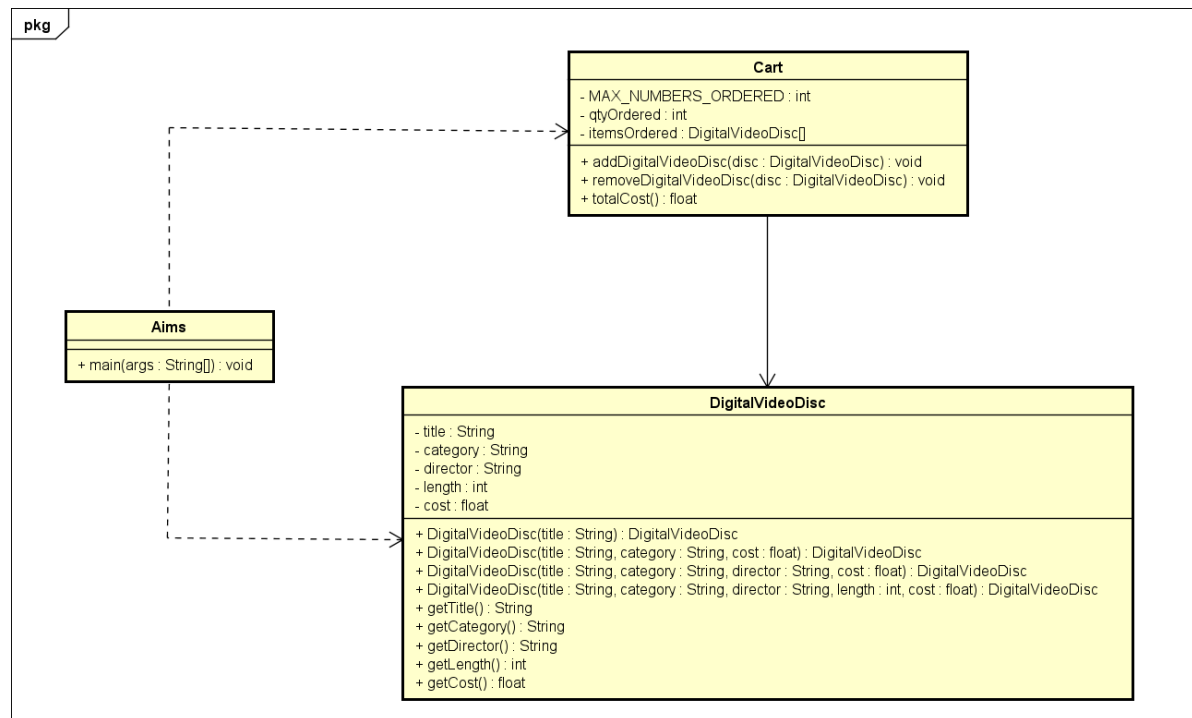 pkg
Cart
- MAX_NUMBERS_ORDERED : int
- qtyOrdered : int
- itemsOrdered : DigitalVideoDisc[]
+ addDigitalVideoDisc(disc : DigitalVideoDisc) : void
+ removeDigitalVideoDisc(disc : DigitalVideoDisc) : void
+ totalCost() : float
Aims
+ main(args : String[]) : void
DigitalVideoDisc
- title : String
- category : String
- director : String
- length : int
- cost : float
+ DigitalVideoDisc(title : String) : DigitalVideoDisc
+ DigitalVideoDisc(title : String, category : String, cost : float) : DigitalVideoDisc
+ DigitalVideoDisc(title : String, category : String, director : String, cost : float) : DigitalVideoDisc
+ DigitalVideoDisc(title : String, category : String, director : String, length : int, cost : float) : DigitalVideoDisc
+ getTitle() : String
+ getCategory() : String
+ getDirector() : String
+ getLength() : int
+ getCost() : float